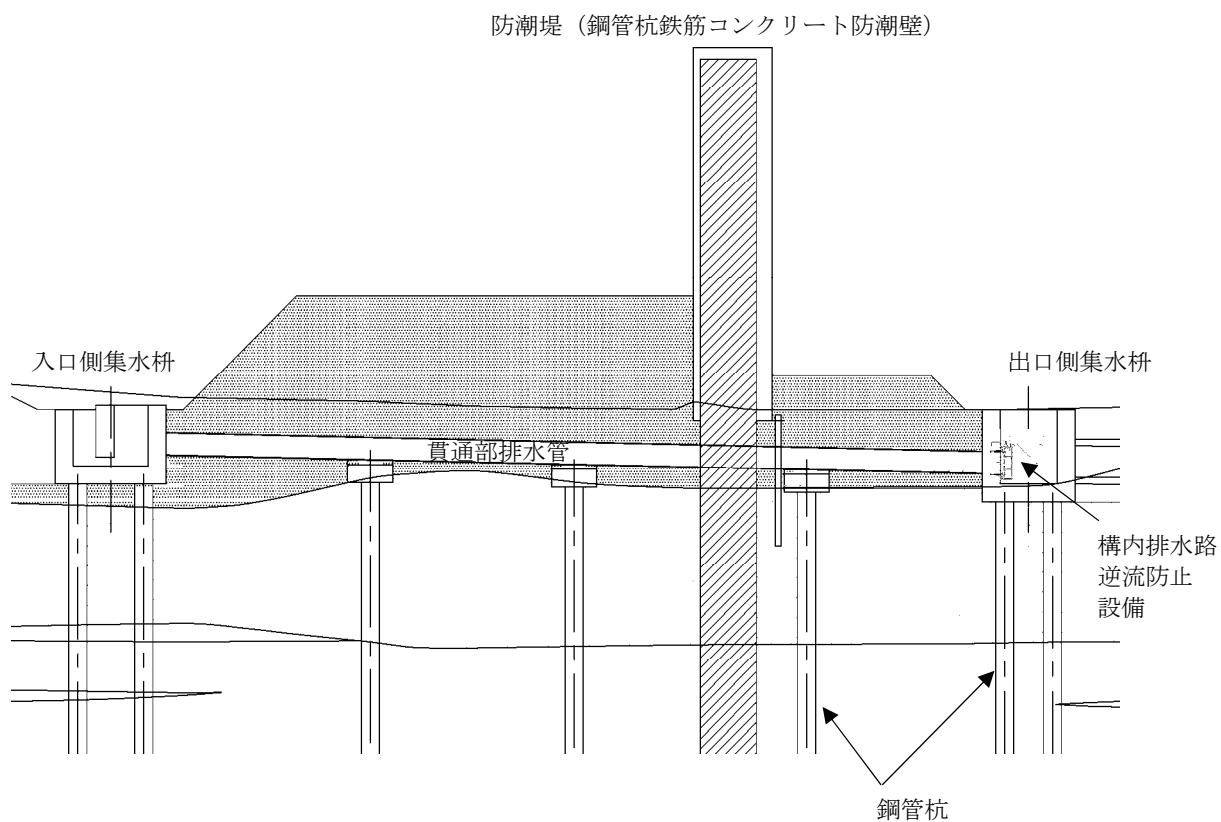 防潮堤（鋼管杭鉄筋コンクリート防潮壁）
入口側集水枡
出口側集水枡
貫通部排水管
構内排水路
逆流防止
設備
鋼管杭